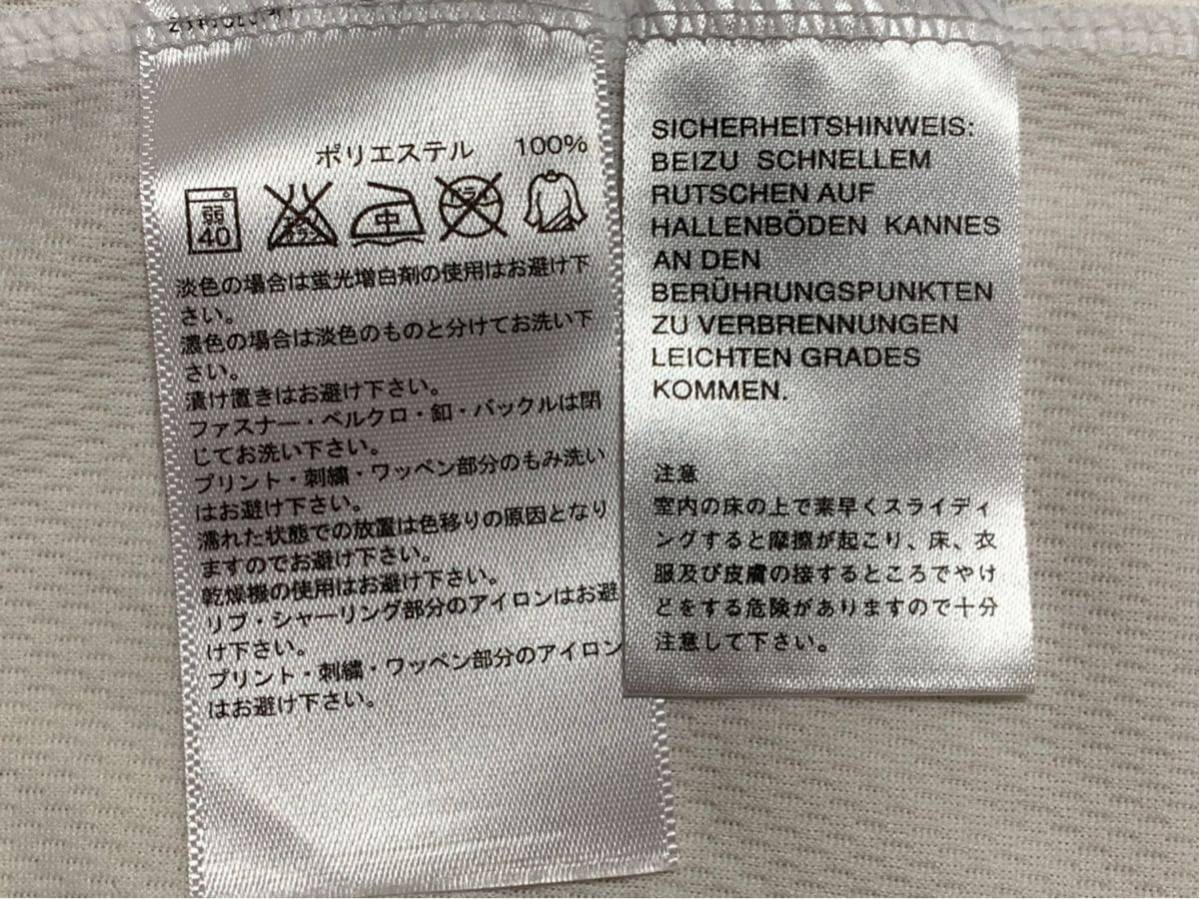 ポリエステル 100%
弱
40
エンソ
サラシ
中
ドライ
淡色の場合は蛍光増白剤の使用はお避け下
さい。
濃色の場合は淡色のものと分けてお洗い下
さい。
漬け置きはお避け下さい。
ファスナー・ベルクロ・釦・バックルは閉
じてお洗い下さい。
プリント・刺繍・ワッペン部分のもみ洗い
はお避け下さい。
濡れた状態での放置は色移りの原因となり
ますのでお避け下さい。
乾燥機の使用はお避け下さい。
リブ・シャーリング部分のアイロンはお避
け下さい。
プリント・刺繍・ワッペン部分のアイロン
はお避け下さい。
SICHERHEITSHINWEIS:
BEIZU SCHNELLEM
RUTSCHEN AUF
HALLENBÖDEN KANNES
AN DEN
BERÜHRUNGSPUNKTEN
ZU VERBRENNUNGEN
LEICHTEN GRADES
KOMMEN.
注意
室内の床の上で素早くスライディ
ングすると摩擦が起こり、床、衣
服及び皮膚の接するところでやけ
どをする危険がありますので十分
注意して下さい。